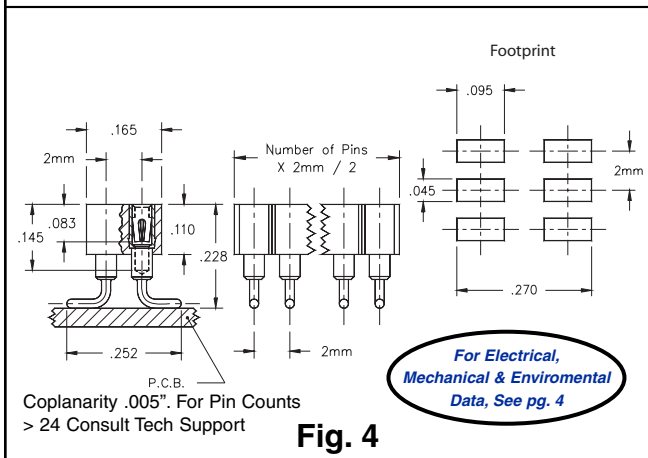 Footprint
.095
.165
2mm
Number of Pins
X 2mm / 2
2mm
.045
.083
.110
.145
.228
.270
.252
2mm
P.C.B.
For Electrical,
Mechanical & Enviromental
Data, See pg. 4
Coplanarity .005”. For Pin Counts
> 24 Consult Tech Support
Fig. 4